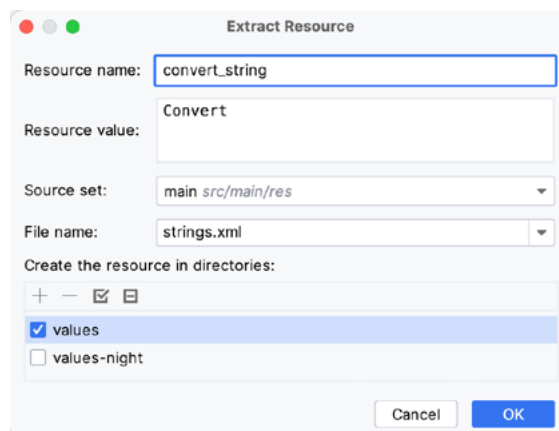 Extract Resource
Resource name: convert_string
Resource value: Convert
Source set: main src/main/res
File name: strings.xml
Create the resource in directories:
values
values-night
Cancel OK